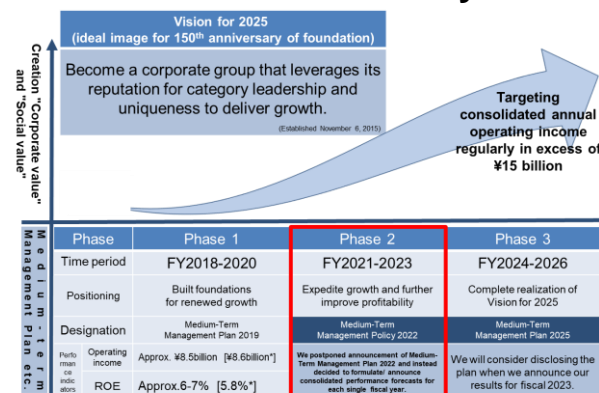 Vision for 2025
(ideal image for 150th anniversary of foundation)
Become a corporate group that leverages its
reputation for category leadership and
uniqueness to deliver growth.
(Established November 6, 2015)
Creation "Corporate value"
and "Social value"
Targeting
consolidated annual
operating income
regularly in excess of
¥15 billion
Medium-term
Management Plan etc.
Phase Phase 1 Phase 2 Phase 3
Time period FY2018-2020 FY2021-2023 FY2024-2026
Positioning
Built foundations
for renewed growth
Expedite growth and further
improve profitability
Complete realization of
Vision for 2025
Designation
Medium-Term
Management Plan 2019
Medium-Term
Management Policy 2022
Medium-Term
Management Plan 2025
Perfo
rman
ce
indic
ators
Operating
income
Approx. ¥8.5billion [¥8.6billion*]
ROE
Approx.6-7% [5.8%*]
We postponed announcement of Medium-
Term Management Plan 2022 and instead
decided to formulate/ announce
consolidated performance forecasts for
each single fiscal year.
We will consider disclosing the
plan when we announce our
results for fiscal 2023.